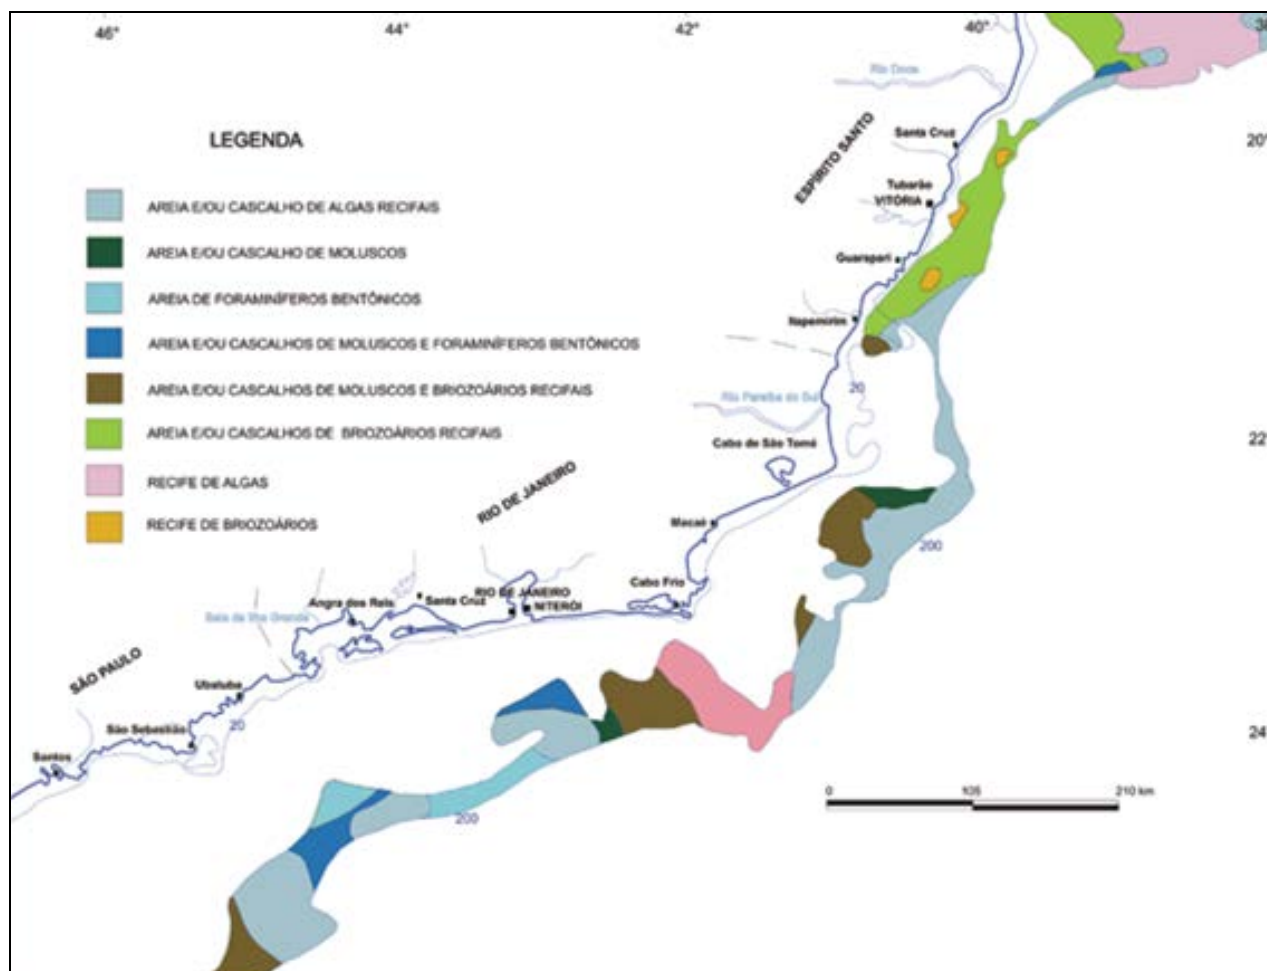 46°
44°
42°
40°
38
Rio Doce
LEGENDA
ESPÍRITO SANTO
Santa Cruz
20°
Tubarão
VITÓRIA
AREIA E/OU CASCALHO DE ALGAS RECIFAIS
AREIA E/OU CASCALHO DE MOLUSCOS
Guarapari
AREIA DE FORAMINÍFEROS BENTÔNICOS
Itapemirim
AREIA E/OU CASCALHOS DE MOLUSCOS E FORAMINÍFEROS BENTÔNICOS
AREIA E/OU CASCALHOS DE MOLUSCOS E BRIOZOÁRIOS RECIFAIS
20
Rio Paraíba do Sul
AREIA E/OU CASCALHOS DE BRIOZOÁRIOS RECIFAIS
Cabo de São Tomé
22°
RECIFE DE ALGAS
RIO DE JANEIRO
RECIFE DE BRIOZOÁRIOS
Macaé
200
Cabo Frio
RIO DE JANEIRO
NITERÓI
Angra dos Reis
Santa Cruz
Baia da Ilha Grande
SÃO PAULO
Ubatuba
20
São Sebastião
24°
Santos
0 105 210 km
200